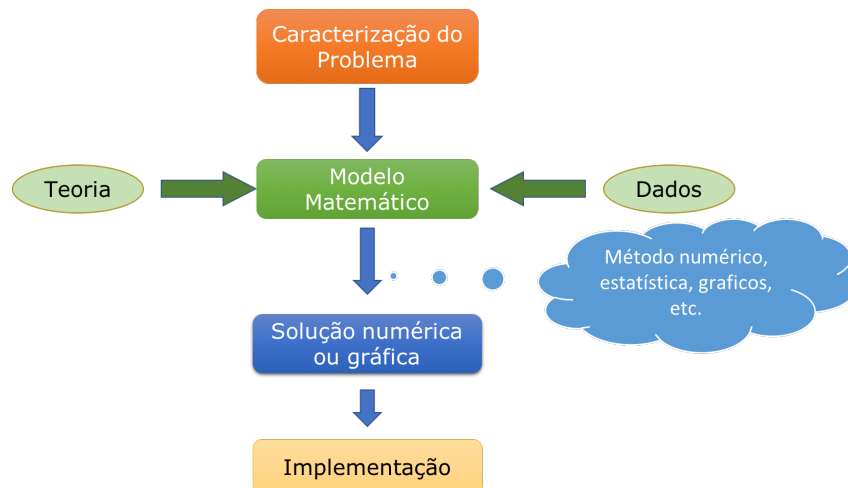 Caracterização do
Problema
Teoria
Modelo
Matemático
Dados
Método numérico,
estatística, graficos,
etc.
Solução numérica
ou gráfica
Implementação